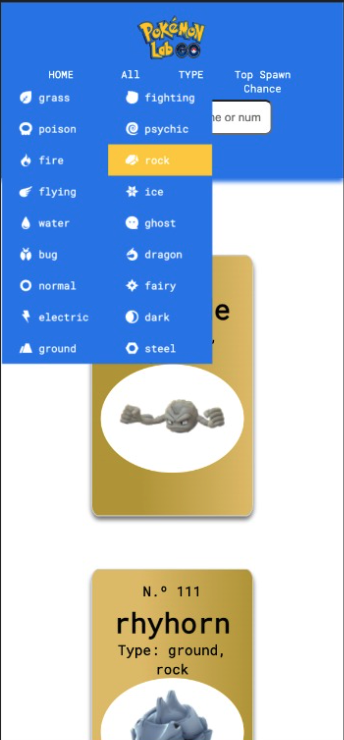 POKÉMON
Lab GO
HOME All TYPE Top Spawn
Chance
grass fighting
poison psychic
fire rock
flying ice
water ghost
bug dragon
normal fairy
electric dark
ground steel
or num
N.º 111
rhyhorn
Type: ground,
rock